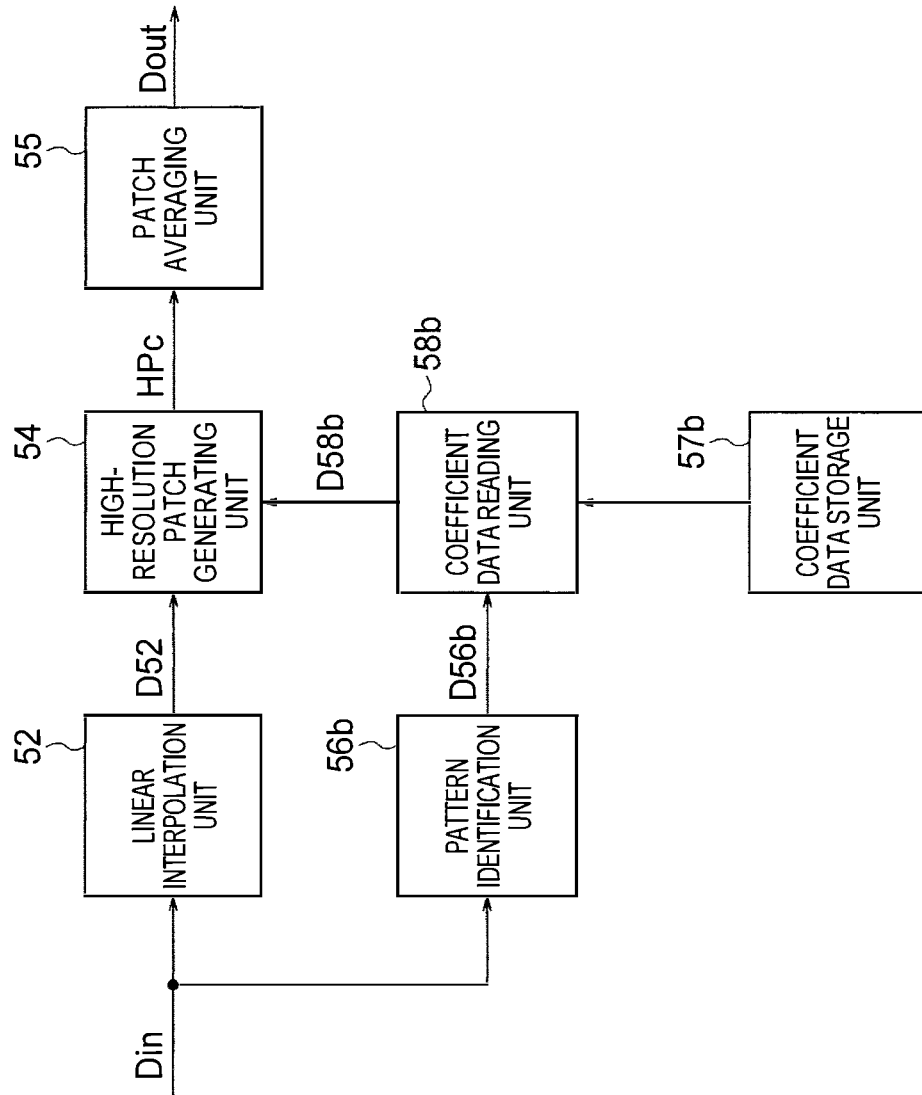 Din
52
LINEAR
INTERPOLATION
UNIT
D52
54
HIGH-
RESOLUTION
PATCH
GENERATING
UNIT
HPc
55
PATCH
AVERAGING
UNIT
Dout
56b
PATTERN
IDENTIFICATION
UNIT
D56b
58b
COEFFICIENT
DATA READING
UNIT
D58b
57b
COEFFICIENT
DATA STORAGE
UNIT